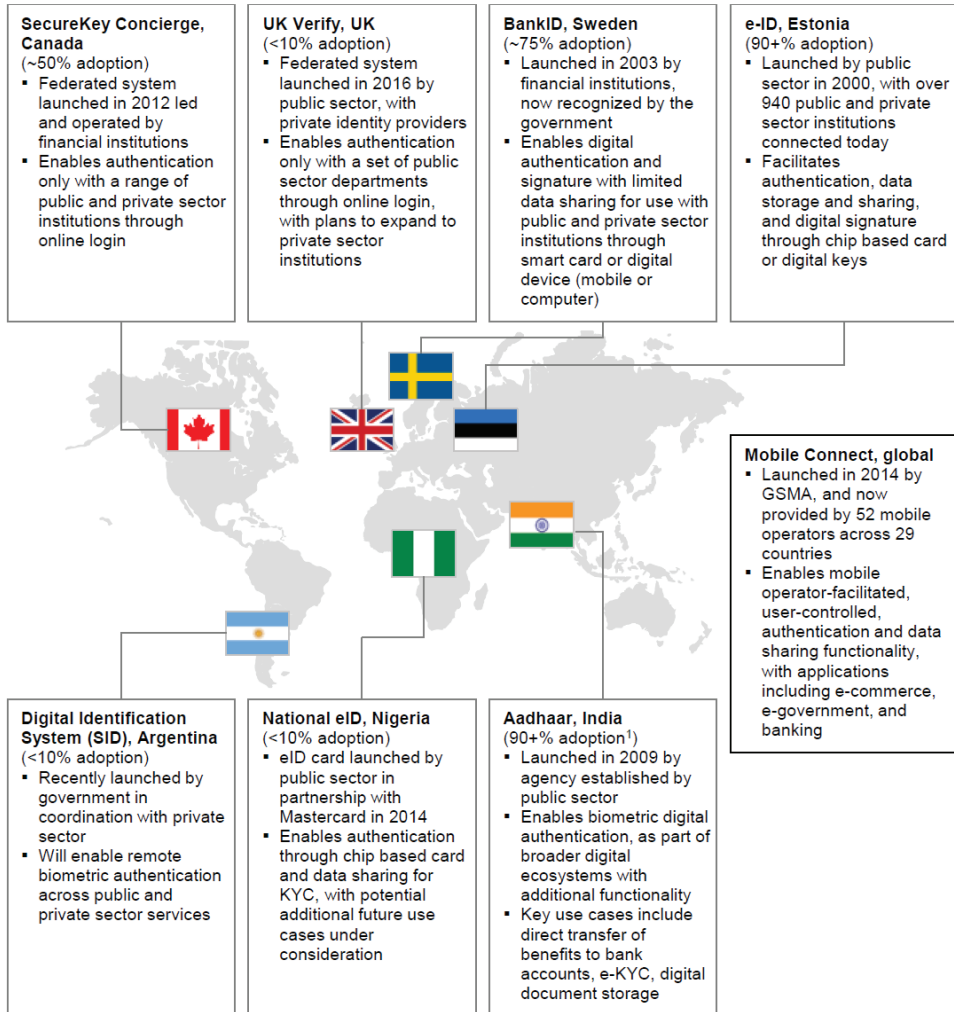 SecureKey Concierge,
Canada
(~50% adoption)
▪ Federated system
launched in 2012 led
and operated by
financial institutions
▪ Enables authentication
only with a range of
public and private sector
institutions through
online login
UK Verify, UK
(<10% adoption)
▪ Federated system
launched in 2016 by
public sector, with
private identity providers
▪ Enables authentication
only with a set of public
sector departments
through online login,
with plans to expand to
private sector
institutions
BankID, Sweden
(~75% adoption)
▪ Launched in 2003 by
financial institutions,
now recognized by the
government
▪ Enables digital
authentication and
signature with limited
data sharing for use with
public and private sector
institutions through
smart card or digital
device (mobile or
computer)
e-ID, Estonia
(90+% adoption)
▪ Launched by public
sector in 2000, with over
940 public and private
sector institutions
connected today
▪ Facilitates
authentication, data
storage and sharing,
and digital signature
through chip based card
or digital keys
Mobile Connect, global
▪ Launched in 2014 by
GSMA, and now
provided by 52 mobile
operators across 29
countries
▪ Enables mobile
operator-facilitated,
user-controlled,
authentication and data
sharing functionality,
with applications
including e-commerce,
e-government, and
banking
Digital Identification
System (SID), Argentina
(<10% adoption)
▪ Recently launched by
government in
coordination with private
sector
▪ Will enable remote
biometric authentication
across public and
private sector services
National eID, Nigeria
(<10% adoption)
▪ eID card launched by
public sector in
partnership with
Mastercard in 2014
▪ Enables authentication
through chip based card
and data sharing for
KYC, with potential
additional future use
cases under
consideration
Aadhaar, India
(90+% adoption¹)
▪ Launched in 2009 by
agency established by
public sector
▪ Enables biometric digital
authentication, as part of
broader digital
ecosystems with
additional functionality
▪ Key use cases include
direct transfer of
benefits to bank
accounts, e-KYC, digital
document storage